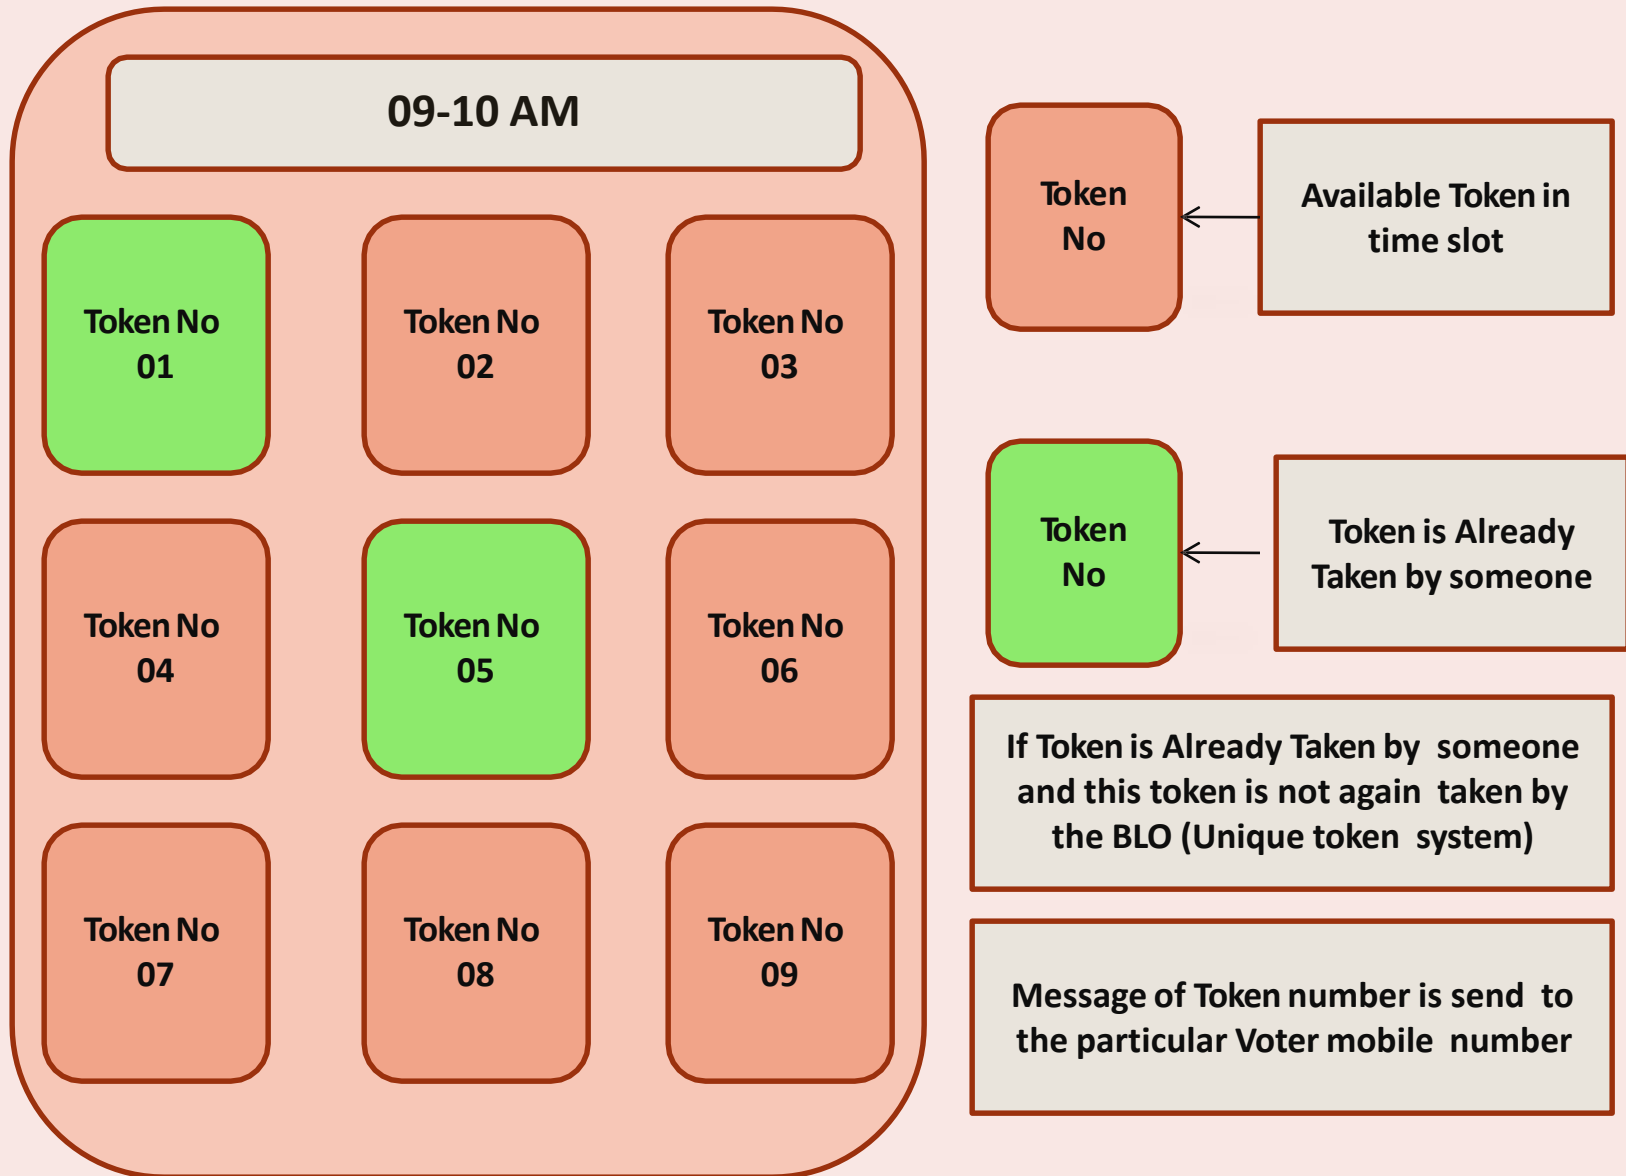 09-10 AM
Token No
01
Token No
02
Token No
03
Token No
04
Token No
05
Token No
06
Token No
07
Token No
08
Token No
09
Token
No
Available Token in
time slot
Token
No
Token is Already
Taken by someone
If Token is Already Taken by someone
and this token is not again taken by
the BLO (Unique token system)
Message of Token number is send to
the particular Voter mobile number